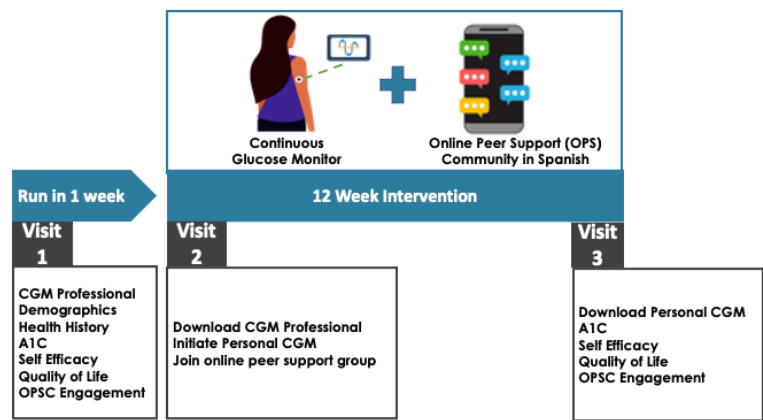 Continuous
Glucose Monitor
Online Peer Support (OPS)
Community in Spanish
Run in 1 week
12 Week Intervention
Visit
1
Visit
2
Visit
3
CGM Professional
Demographics
Health History
A1C
Self Efficacy
Quality of Life
OPSC Engagement
Download CGM Professional
Initiate Personal CGM
Join online peer support group
Download Personal CGM
A1C
Self Efficacy
Quality of Life
OPSC Engagement